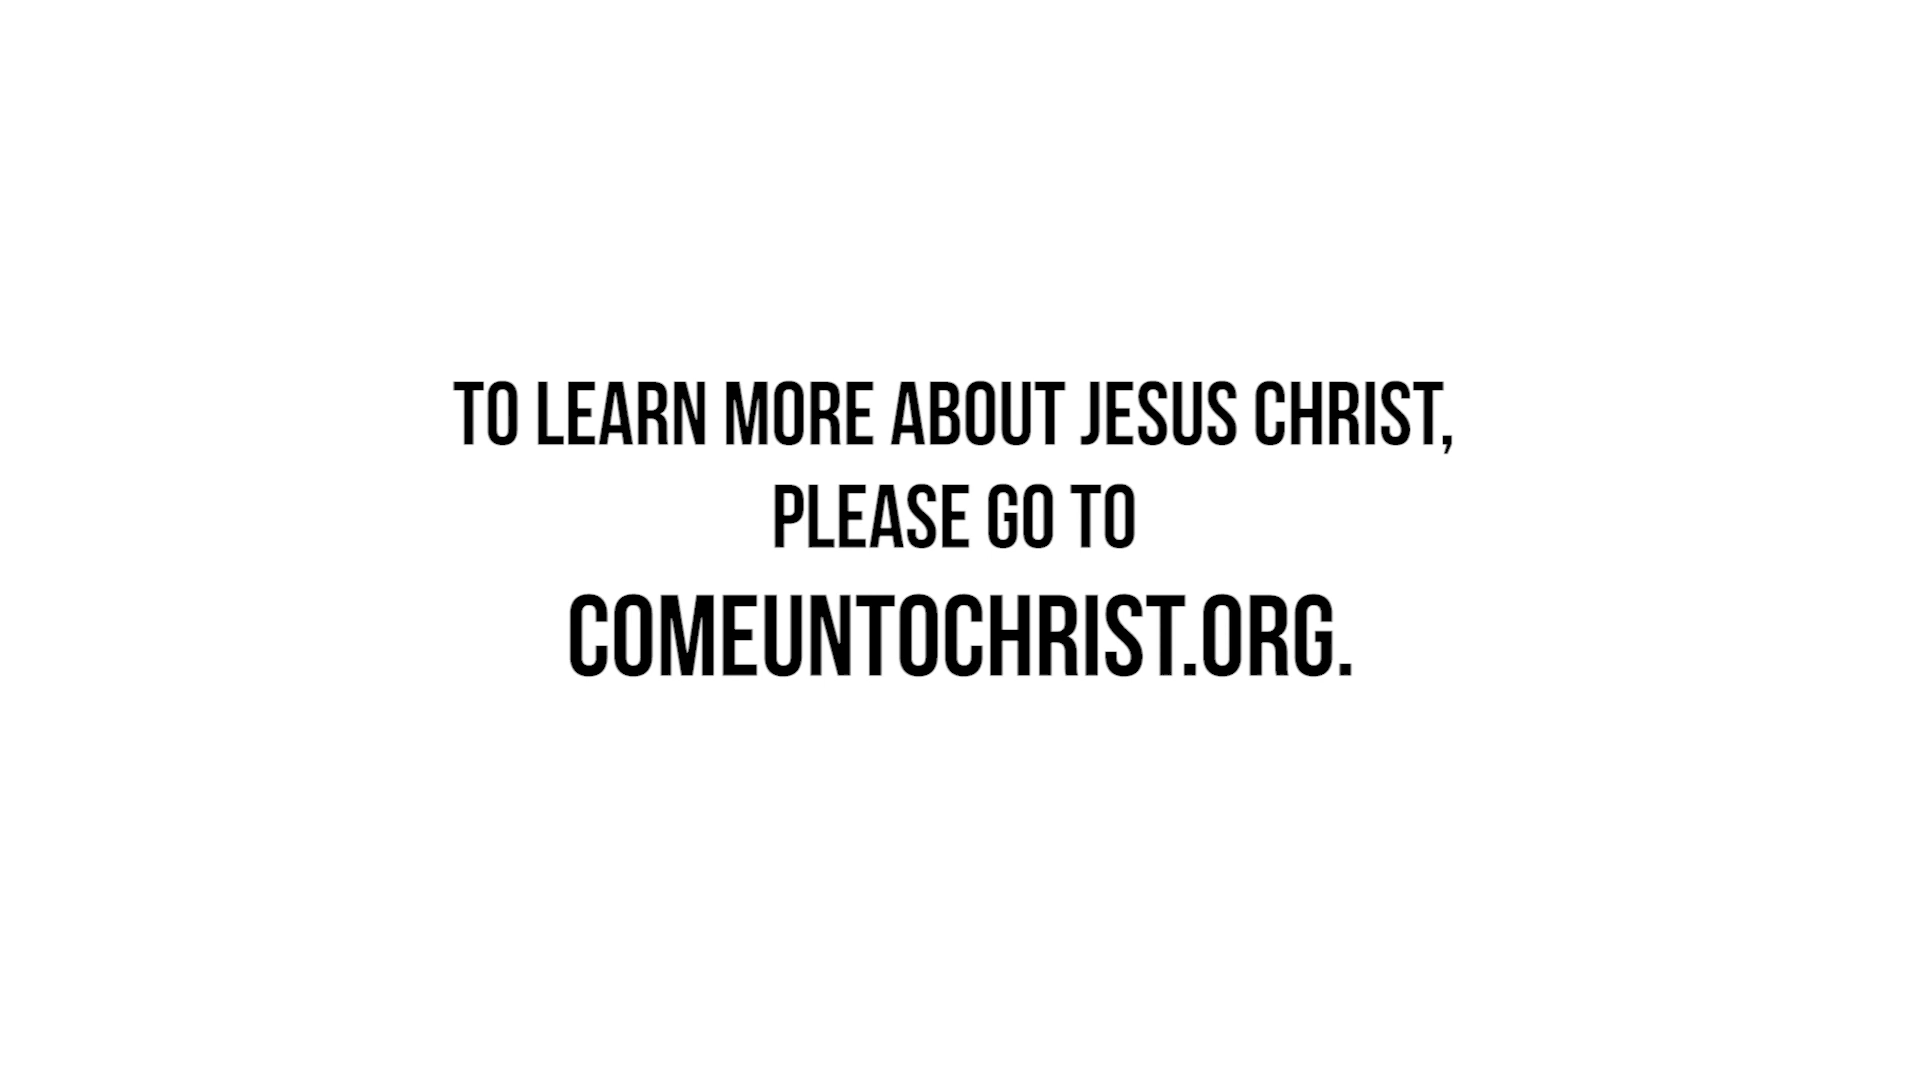 TO LEARN MORE ABOUT JESUS CHRIST,
PLEASE GO TO
COMEUNTOCHRIST.ORG.